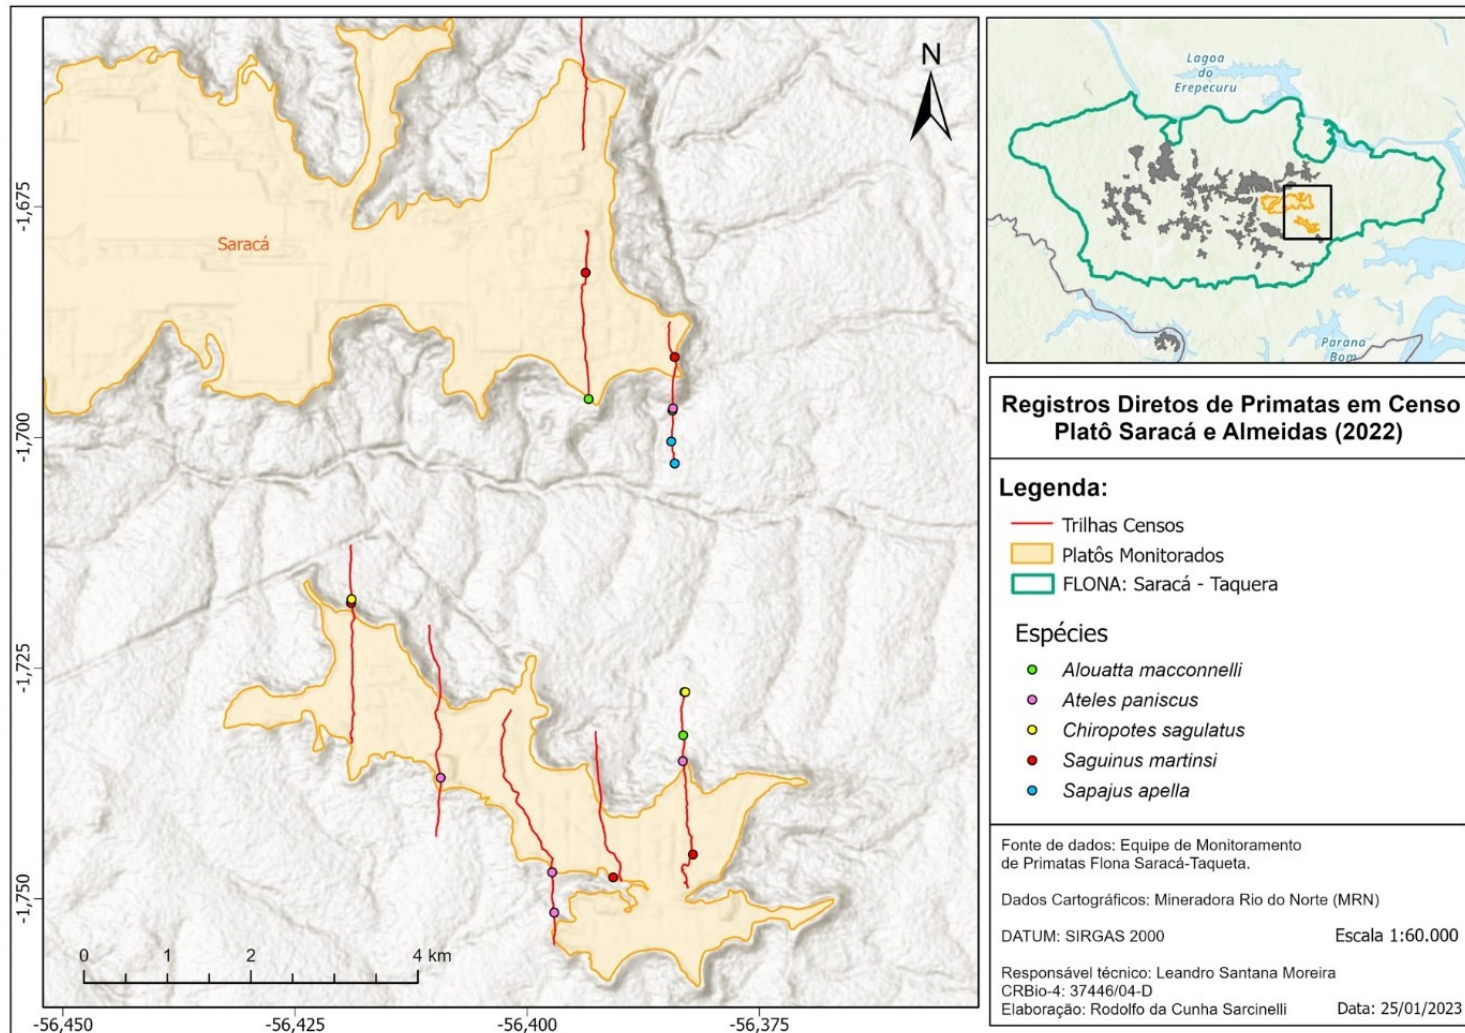 -1,675
-1,700
-1,725
-1,750
-56,450
-56,425
-56,400
-56,375
Saracá
N
0 1 2 4 km
Lagoa
do
Erepecuru
Parana
Bom
Registros Diretos de Primatas em Censo
Platô Saracá e Almeidas (2022)
Legenda:
Trilhas Censos
Platôs Monitorados
FLONA: Saracá - Taquera
Espécies
Alouatta macconnelli
Ateles paniscus
Chiropotes sagulatus
Saguinus martinsi
Sapajus apella
Fonte de dados: Equipe de Monitoramento
de Primatas Flona Saracá-Taqueta.
Dados Cartográficos: Mineradora Rio do Norte (MRN)
DATUM: SIRGAS 2000 Escala 1:60.000
Responsável técnico: Leandro Santana Moreira
CRBio-4: 37446/04-D
Elaboração: Rodolfo da Cunha Sarcinelli Data: 25/01/2023